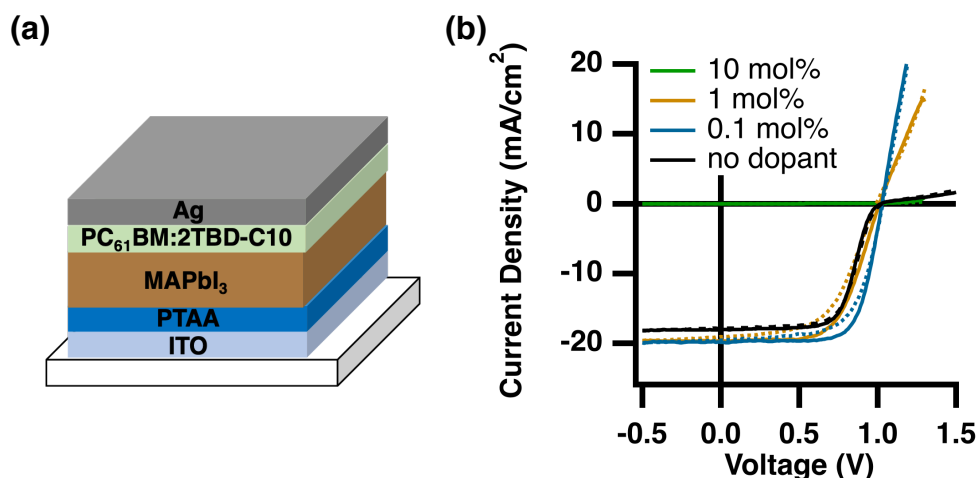 (a)
Ag
PC₆₁BM:2TBD-C10
MAPbI₃
PTAA
ITO
(b)
Current Density (mA/cm²)
20
10
0
-10
-20
10 mol%
1 mol%
0.1 mol%
no dopant
-0.5 0.0 0.5 1.0 1.5
Voltage (V)